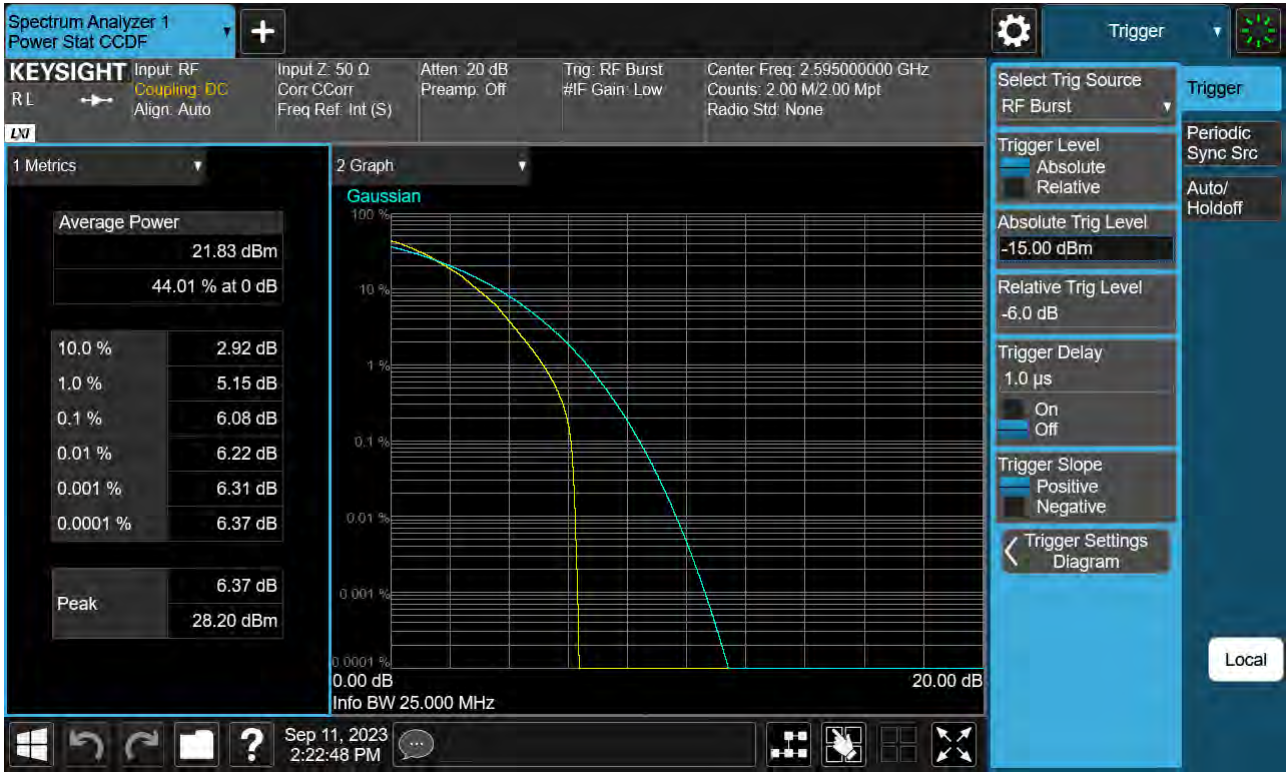 Spectrum Analyzer 1
Power Stat CCDF
+
Trigger
KEYSIGHT
R L
LXI
Input: RF
Coupling: DC
Align: Auto
Input Z: 50 Ω
Corr CCorr
Freq Ref: Int (S)
Atten: 20 dB
Preamp: Off
Trig: RF Burst
#IF Gain: Low
Center Freq: 2.595000000 GHz
Counts: 2.00 M/2.00 Mpt
Radio Std: None
1 Metrics
Average Power
21.83 dBm
44.01 % at 0 dB
10.0 % 2.92 dB
1.0 % 5.15 dB
0.1 % 6.08 dB
0.01 % 6.22 dB
0.001 % 6.31 dB
0.0001 % 6.37 dB
Peak
6.37 dB
28.20 dBm
2 Graph
Gaussian
100 %
10 %
1 %
0.1 %
0.01 %
0.001 %
0.0001 %
0.00 dB 20.00 dB
Info BW 25.000 MHz
Select Trig Source
RF Burst
Trigger Level
Absolute
Relative
Absolute Trig Level
-15.00 dBm
Relative Trig Level
-6.0 dB
Trigger Delay
1.0 µs
On
Off
Trigger Slope
Positive
Negative
Trigger Settings
Diagram
Trigger
Periodic
Sync Src
Auto/
Holdoff
Local
?
Sep 11, 2023
2:22:48 PM